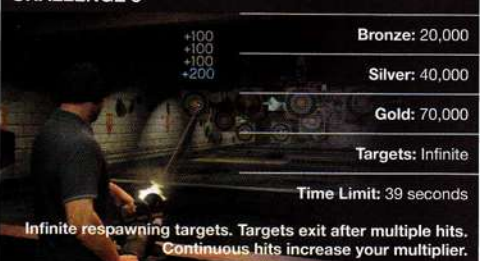 +100
+100
+100
+200
Bronze: 20,000
Silver: 40,000
Gold: 70,000
Targets: Infinite
Time Limit: 39 seconds
Infinite respawning targets. Targets exit after multiple hits.
Continuous hits increase your multiplier.